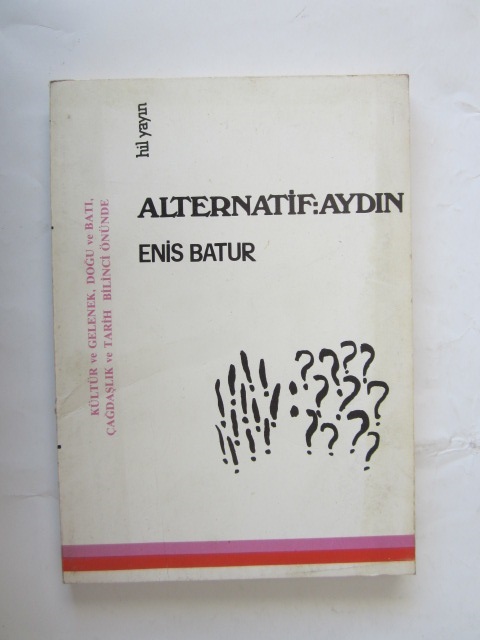 hil yayın
ALTERNATİF:AYDIN
ENİS BATUR
KÜLTÜR ve GELENEK, DOĞU ve BATI,
ÇAĞDAŞLIK ve TARİH BİLİNCİ ÖNÜNDE